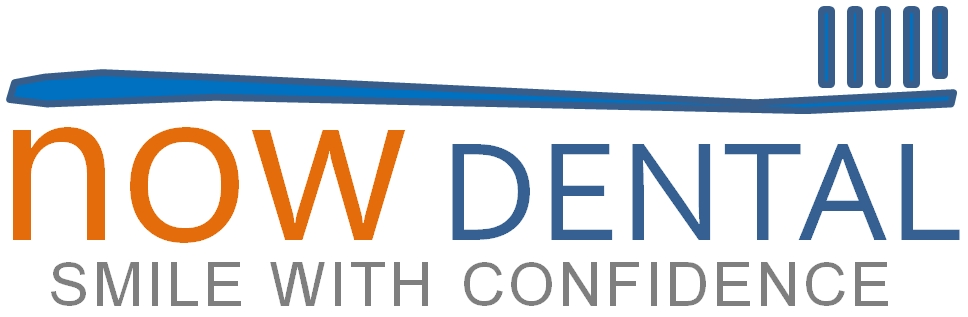 now DENTAL
SMILE WITH CONFIDENCE